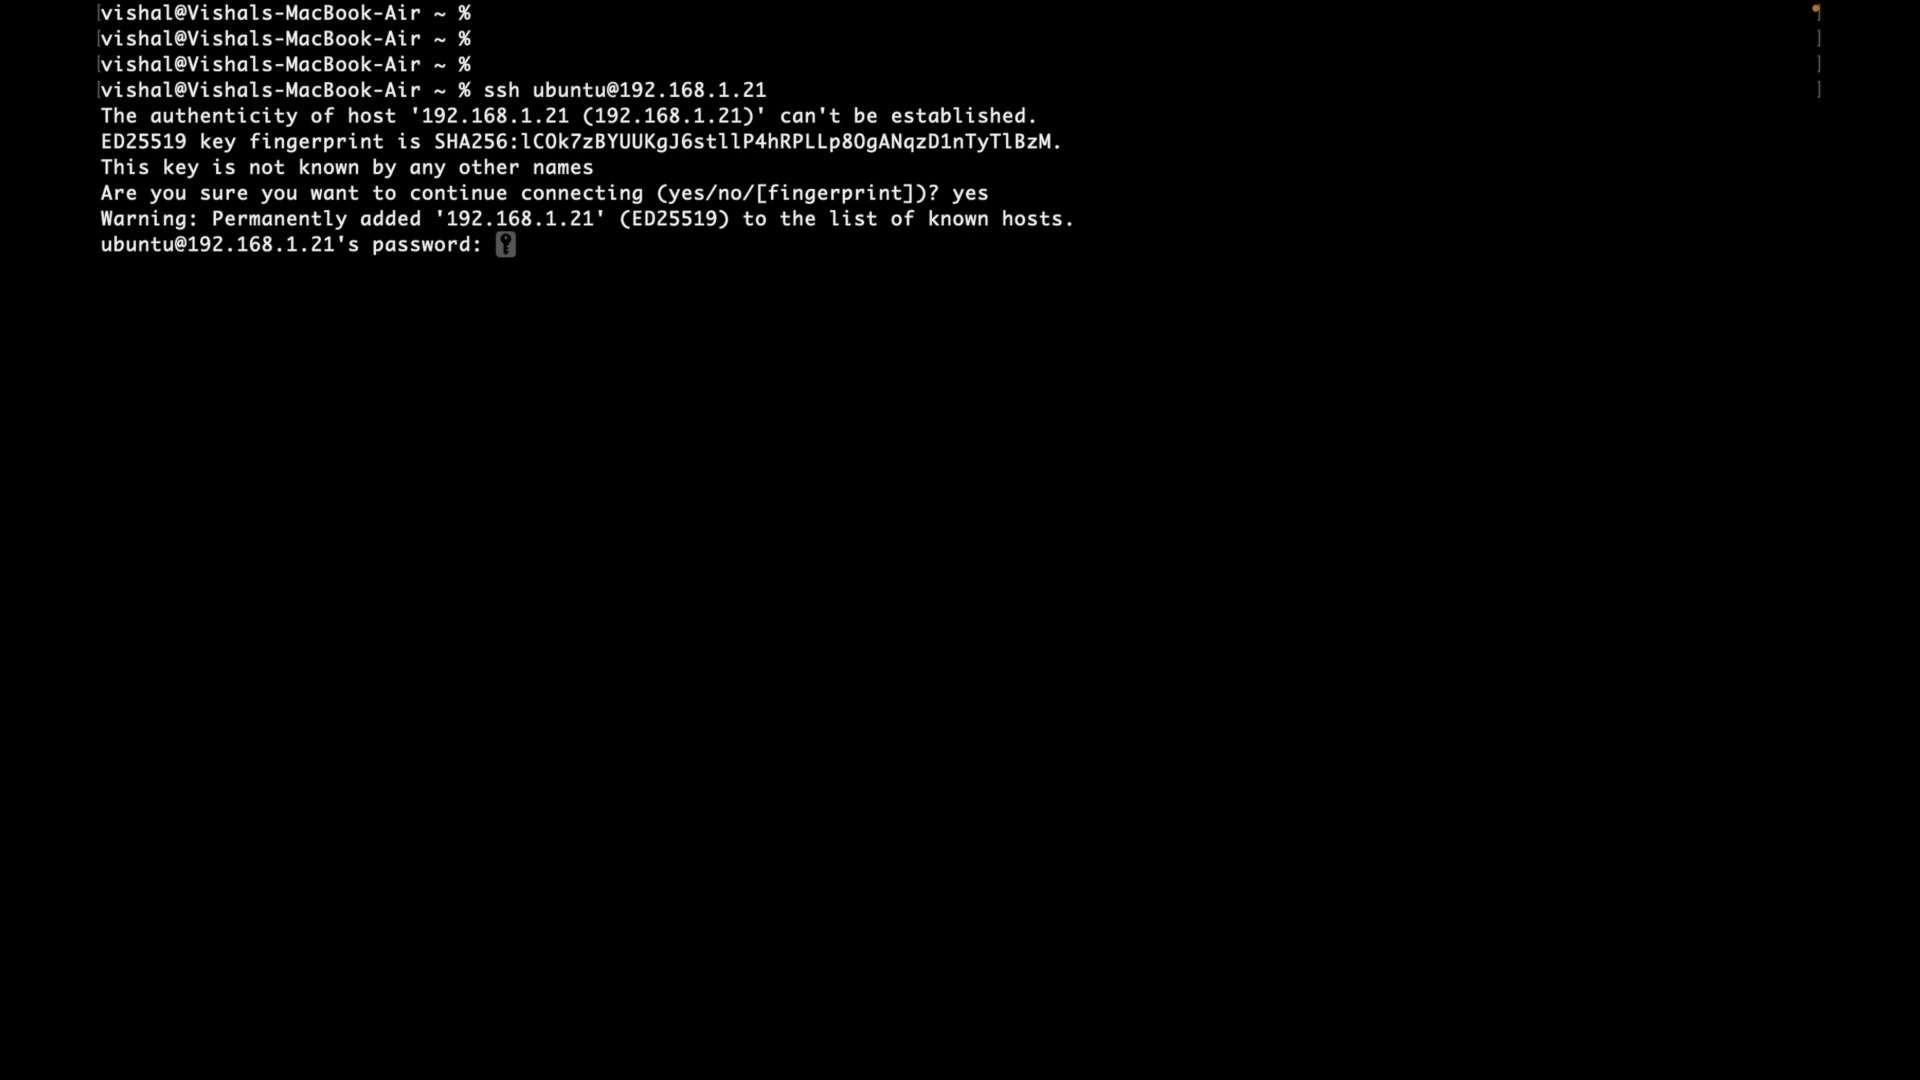 vishal@Vishals-MacBook-Air ~ %
vishal@Vishals-MacBook-Air ~ %
vishal@Vishals-MacBook-Air ~ %
vishal@Vishals-MacBook-Air ~ % ssh ubuntu@192.168.1.21
The authenticity of host '192.168.1.21 (192.168.1.21)' can't be established.
ED25519 key fingerprint is SHA256:lCOk7zBYUUKgJ6stllP4hRPLLp8OgANqzD1nTyTlBzM.
This key is not known by any other names
Are you sure you want to continue connecting (yes/no/[fingerprint])? yes
Warning: Permanently added '192.168.1.21' (ED25519) to the list of known hosts.
ubuntu@192.168.1.21's password: